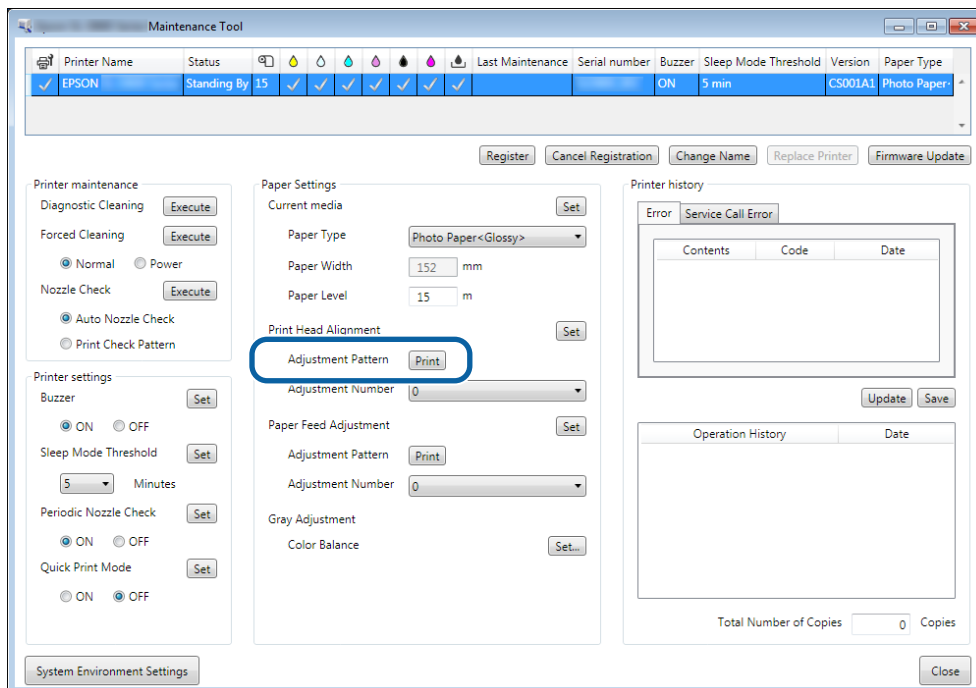 Maintenance Tool
Printer Name Status Last Maintenance Serial number Buzzer Sleep Mode Threshold Version Paper Type
EPSON Standing By 15 ON 5 min CS001A1 Photo Paper<
Register Cancel Registration Change Name Replace Printer Firmware Update
Printer maintenance
Diagnostic Cleaning Execute
Forced Cleaning Execute
Normal Power
Nozzle Check Execute
Auto Nozzle Check
Print Check Pattern
Printer settings
Buzzer Set
ON OFF
Sleep Mode Threshold Set
5 Minutes
Periodic Nozzle Check Set
ON OFF
Quick Print Mode Set
ON OFF
Paper Settings
Current media Set
Paper Type Photo Paper<Glossy>
Paper Width 152 mm
Paper Level 15 m
Print Head Alignment Set
Adjustment Pattern Print
Adjustment Number 0
Paper Feed Adjustment Set
Adjustment Pattern Print
Adjustment Number 0
Gray Adjustment
Color Balance Set...
Printer history
Error Service Call Error
Contents Code Date
Update Save
Operation History Date
Total Number of Copies 0 Copies
System Environment Settings Close